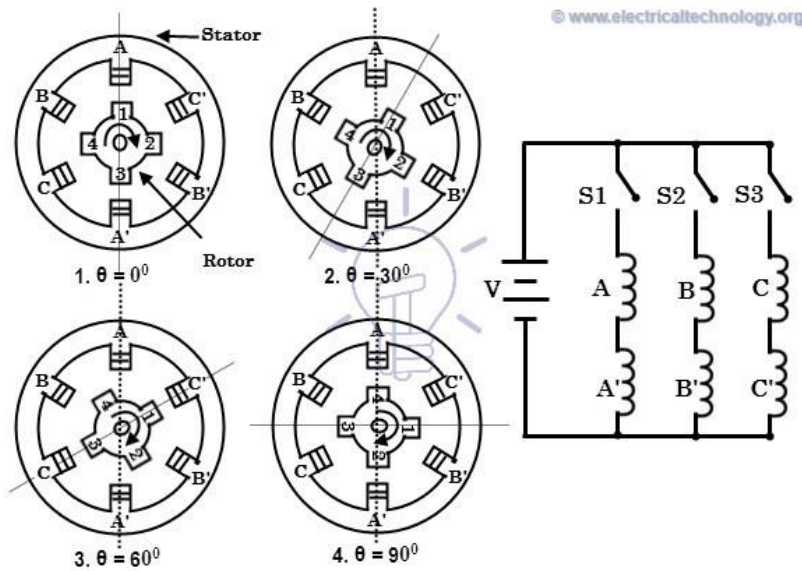 © www.electricaltechnology.org
Stator
A
B
C'
1
4
2
3
C
B'
A'
Rotor
1. θ = 0⁰
A
B
C'
1
4
2
3
C
B'
A'
2. θ = 30⁰
A
B
C'
4
1
3
2
C
B'
A'
3. θ = 60⁰
A
B
C'
4
3
1
2
C
B'
A'
4. θ = 90⁰
S1
S2
S3
V
A
B
C
A'
B'
C'